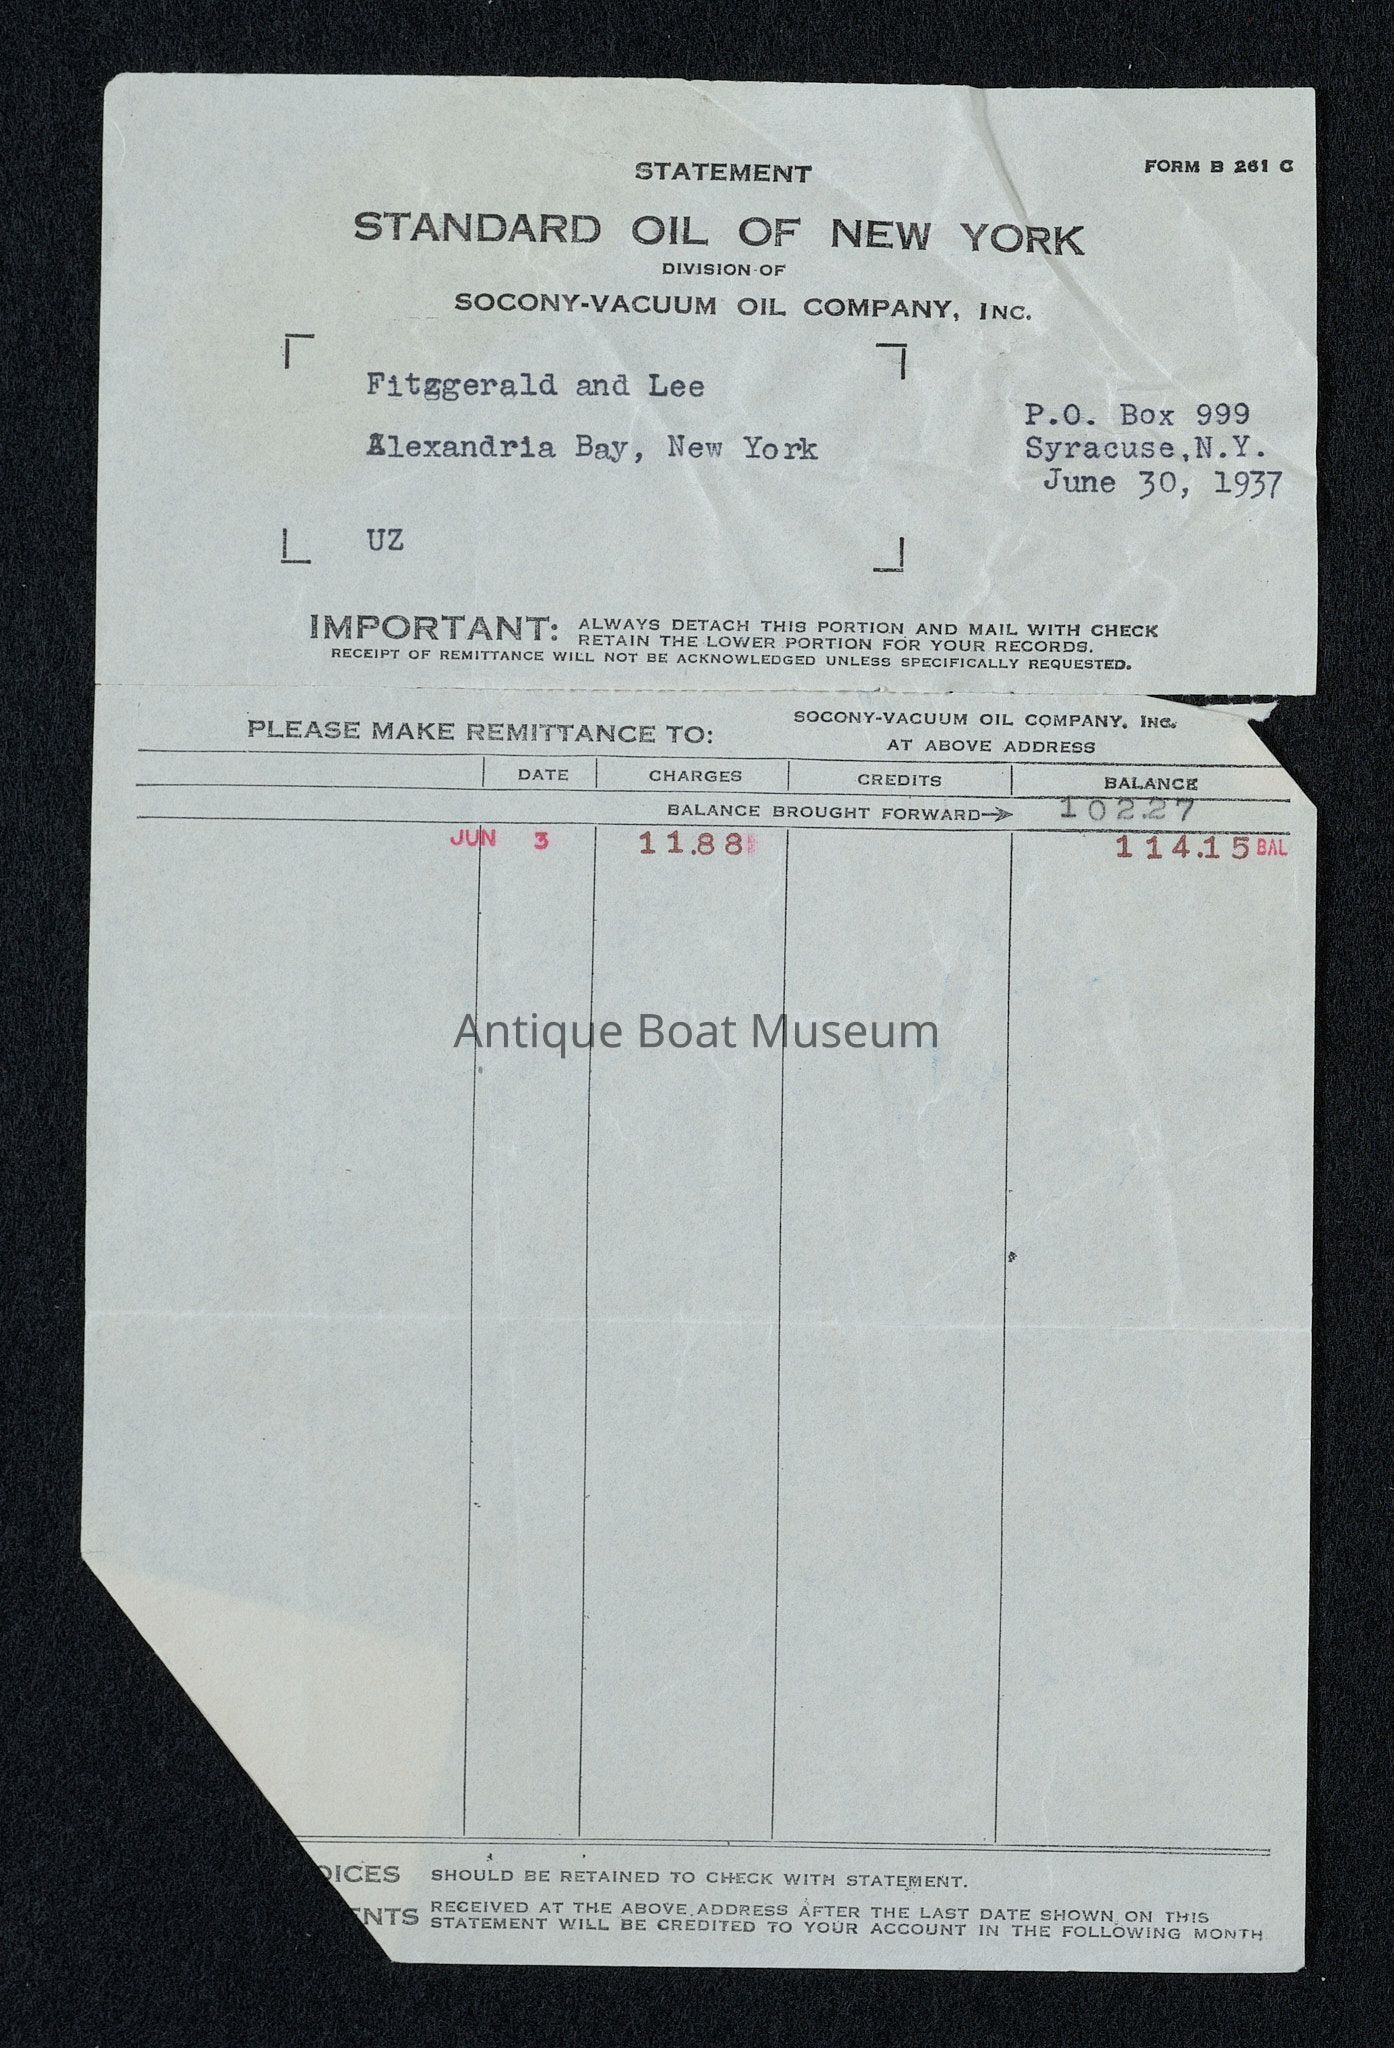 STATEMENT
FORM B 261 C
STANDARD OIL OF NEW YORK
DIVISION OF
SOCONY-VACUUM OIL COMPANY, INC.
Fitzgerald and Lee
Alexandria Bay, New York
P.O. Box 999
Syracuse,N.Y.
June 30, 1937
UZ
IMPORTANT: ALWAYS DETACH THIS PORTION AND MAIL WITH CHECK
RETAIN THE LOWER PORTION FOR YOUR RECORDS.
RECEIPT OF REMITTANCE WILL NOT BE ACKNOWLEDGED UNLESS SPECIFICALLY REQUESTED.
PLEASE MAKE REMITTANCE TO: SOCONY-VACUUM OIL COMPANY, INC.
AT ABOVE ADDRESS
DATE CHARGES CREDITS BALANCE
BALANCE BROUGHT FORWARD→ 102.27
JUN 3 11.88 114.15 BAL
Antique Boat Museum
OICES SHOULD BE RETAINED TO CHECK WITH STATEMENT.
ENTS RECEIVED AT THE ABOVE ADDRESS AFTER THE LAST DATE SHOWN ON THIS
STATEMENT WILL BE CREDITED TO YOUR ACCOUNT IN THE FOLLOWING MONTH